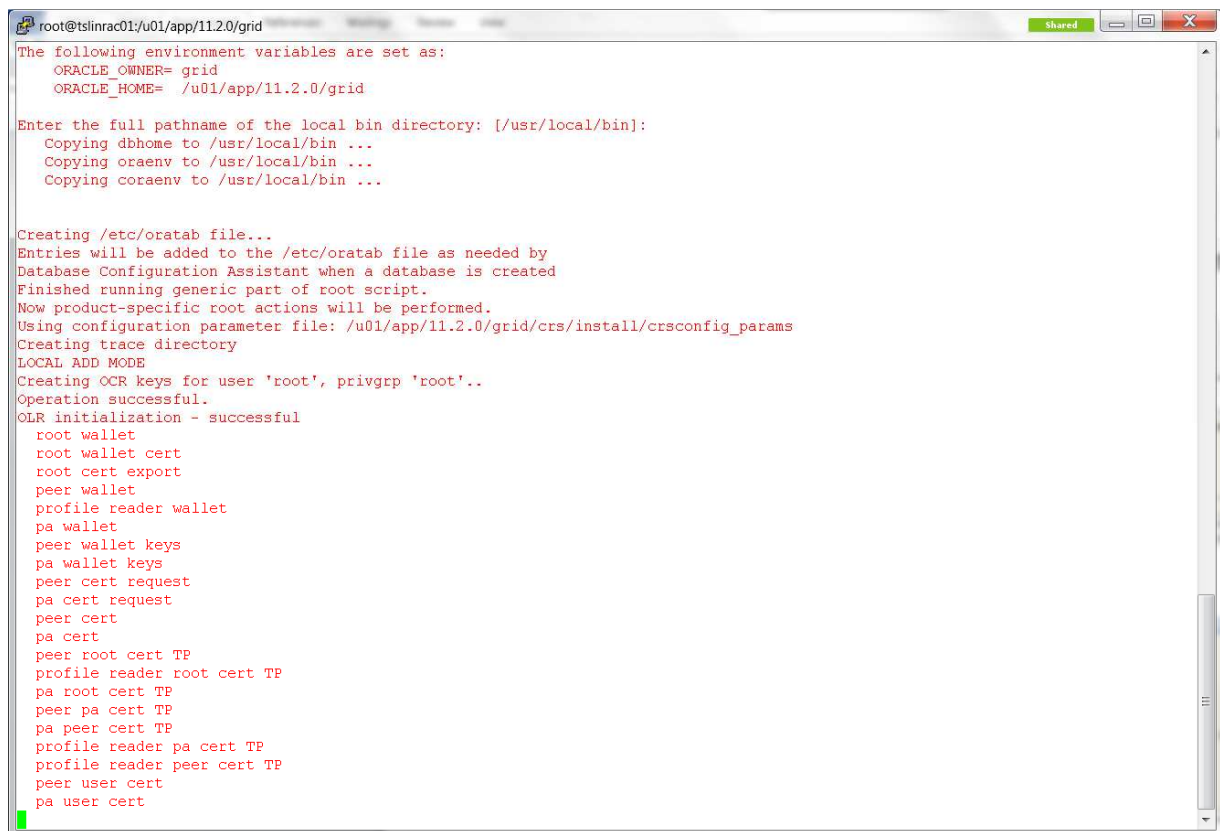 root@tslinrac01:/u01/app/11.2.0/grid
Shared
The following environment variables are set as:
    ORACLE_OWNER= grid
    ORACLE_HOME=  /u01/app/11.2.0/grid

Enter the full pathname of the local bin directory: [/usr/local/bin]:
   Copying dbhome to /usr/local/bin ...
   Copying oraenv to /usr/local/bin ...
   Copying coraenv to /usr/local/bin ...

Creating /etc/oratab file...
Entries will be added to the /etc/oratab file as needed by
Database Configuration Assistant when a database is created
Finished running generic part of root script.
Now product-specific root actions will be performed.
Using configuration parameter file: /u01/app/11.2.0/grid/crs/install/crsconfig_params
Creating trace directory
LOCAL ADD MODE
Creating OCR keys for user 'root', privgrp 'root'..
Operation successful.
OLR initialization - successful
  root wallet
  root wallet cert
  root cert export
  peer wallet
  profile reader wallet
  pa wallet
  peer wallet keys
  pa wallet keys
  peer cert request
  pa cert request
  peer cert
  pa cert
  peer root cert TP
  profile reader root cert TP
  pa root cert TP
  peer pa cert TP
  pa peer cert TP
  profile reader pa cert TP
  profile reader peer cert TP
  peer user cert
  pa user cert